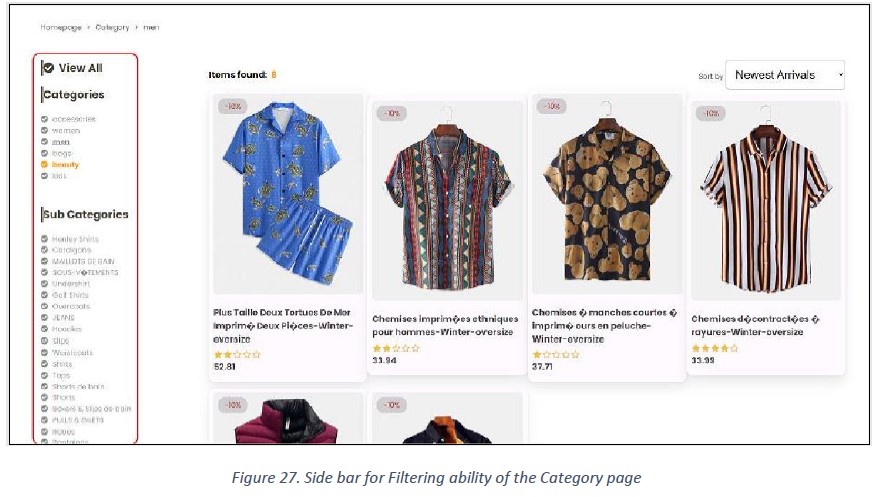 Homepage > Category > men
View All
Categories
accessories
women
men
bags
beauty
kids
Sub Categories
Henley Shirts
Cardigans
MAILLOTS DE BAIN
SOUS-V�TEMENTS
Undershirt
Golf Shirts
Overcoats
JEANS
Hoodies
Slips
Waistcoats
Shirts
Tops
Shorts de bain
Shorts
Boxers & Slips de bain
PULLS & GILETS
ROBES
Pantalons
Items found: 8
Sort by
Newest Arrivals
-10%
Plus Taille Deux Tortues De Mer
Imprim� Deux Pi�ces-Winter-
oversize
52.81
-10%
Chemises imprim�es ethniques
pour hommes-Winter-oversize
33.94
-10%
Chemises � manches courtes �
imprim� ours en peluche-
Winter-oversize
37.71
-10%
Chemises d�contract�es �
rayures-Winter-oversize
33.95
-10%
-10%
Figure 27. Side bar for Filtering ability of the Category page